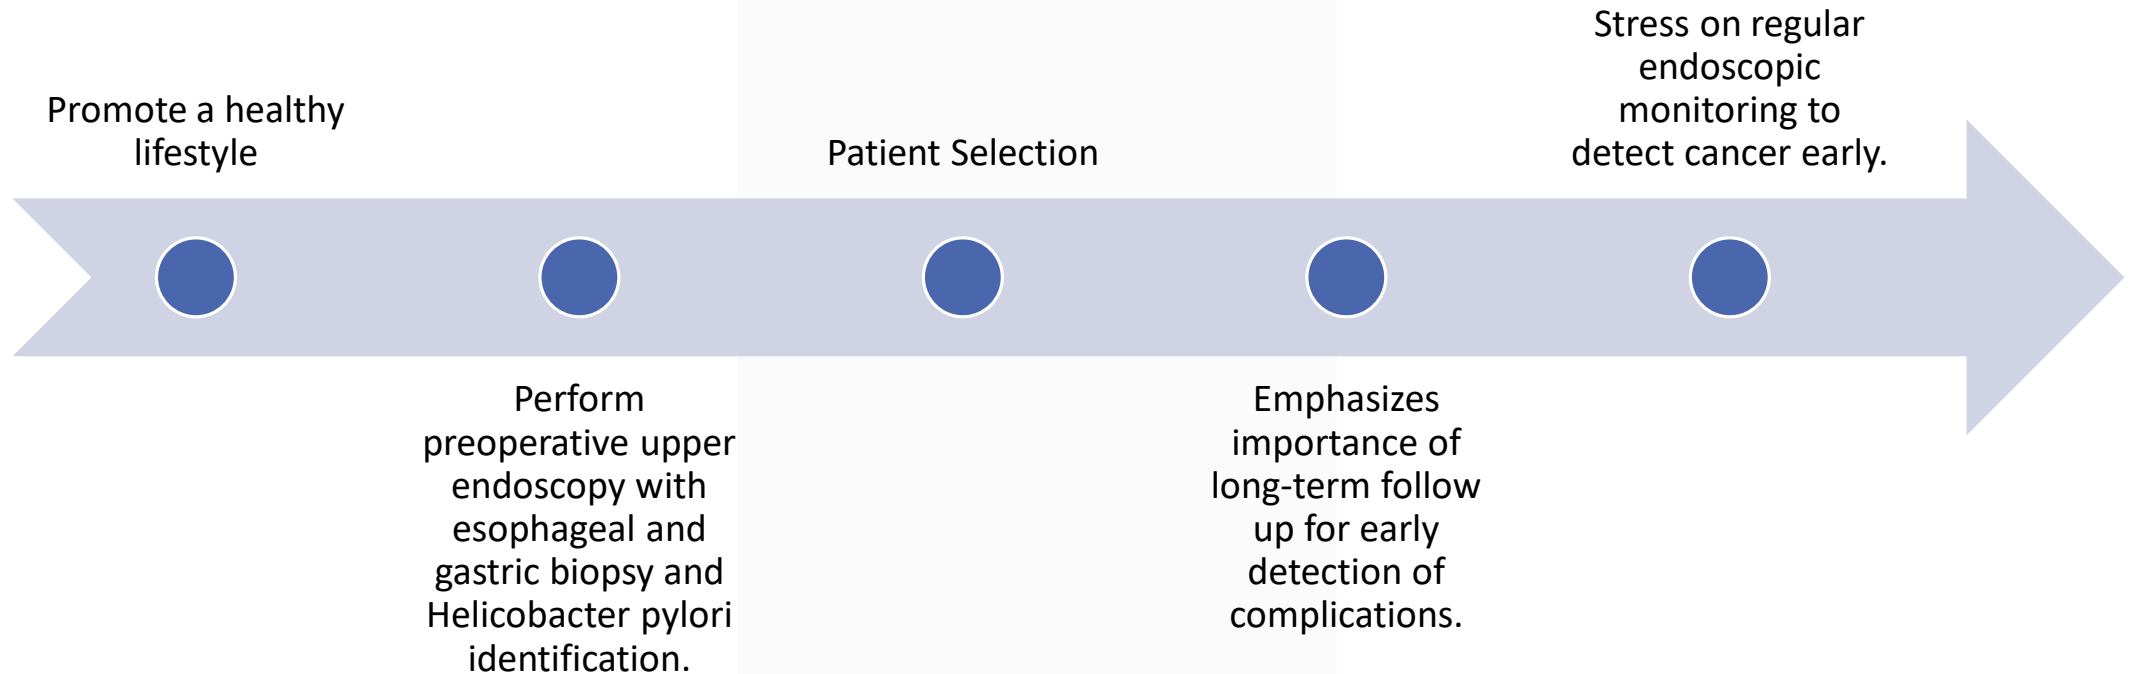 Promote a healthy
lifestyle
Perform
preoperative upper
endoscopy with
esophageal and
gastric biopsy and
Helicobacter pylori
identification.
Patient Selection
Emphasizes
importance of
long-term follow
up for early
detection of
complications.
Stress on regular
endoscopic
monitoring to
detect cancer early.